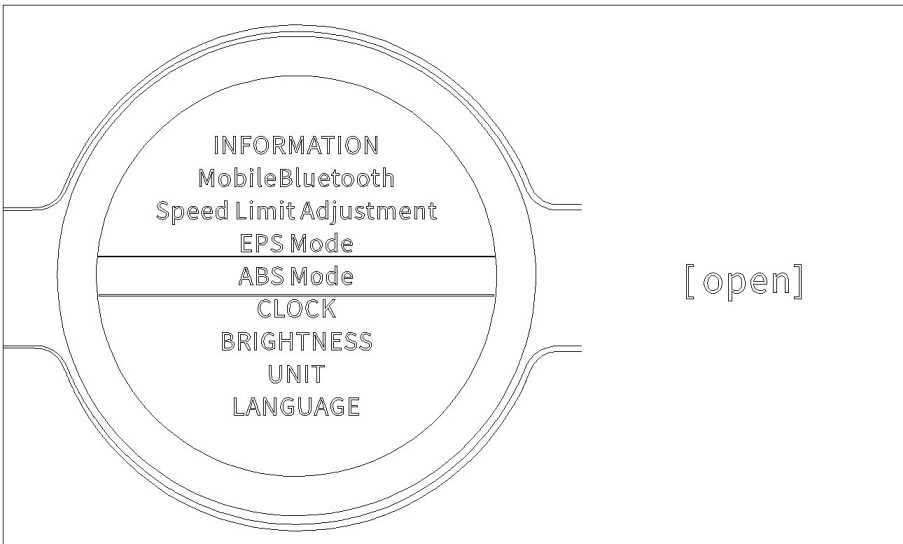 INFORMATION
MobileBluetooth
Speed Limit Adjustment
EPS Mode
ABS Mode
CLOCK
BRIGHTNESS
UNIT
LANGUAGE
[open]